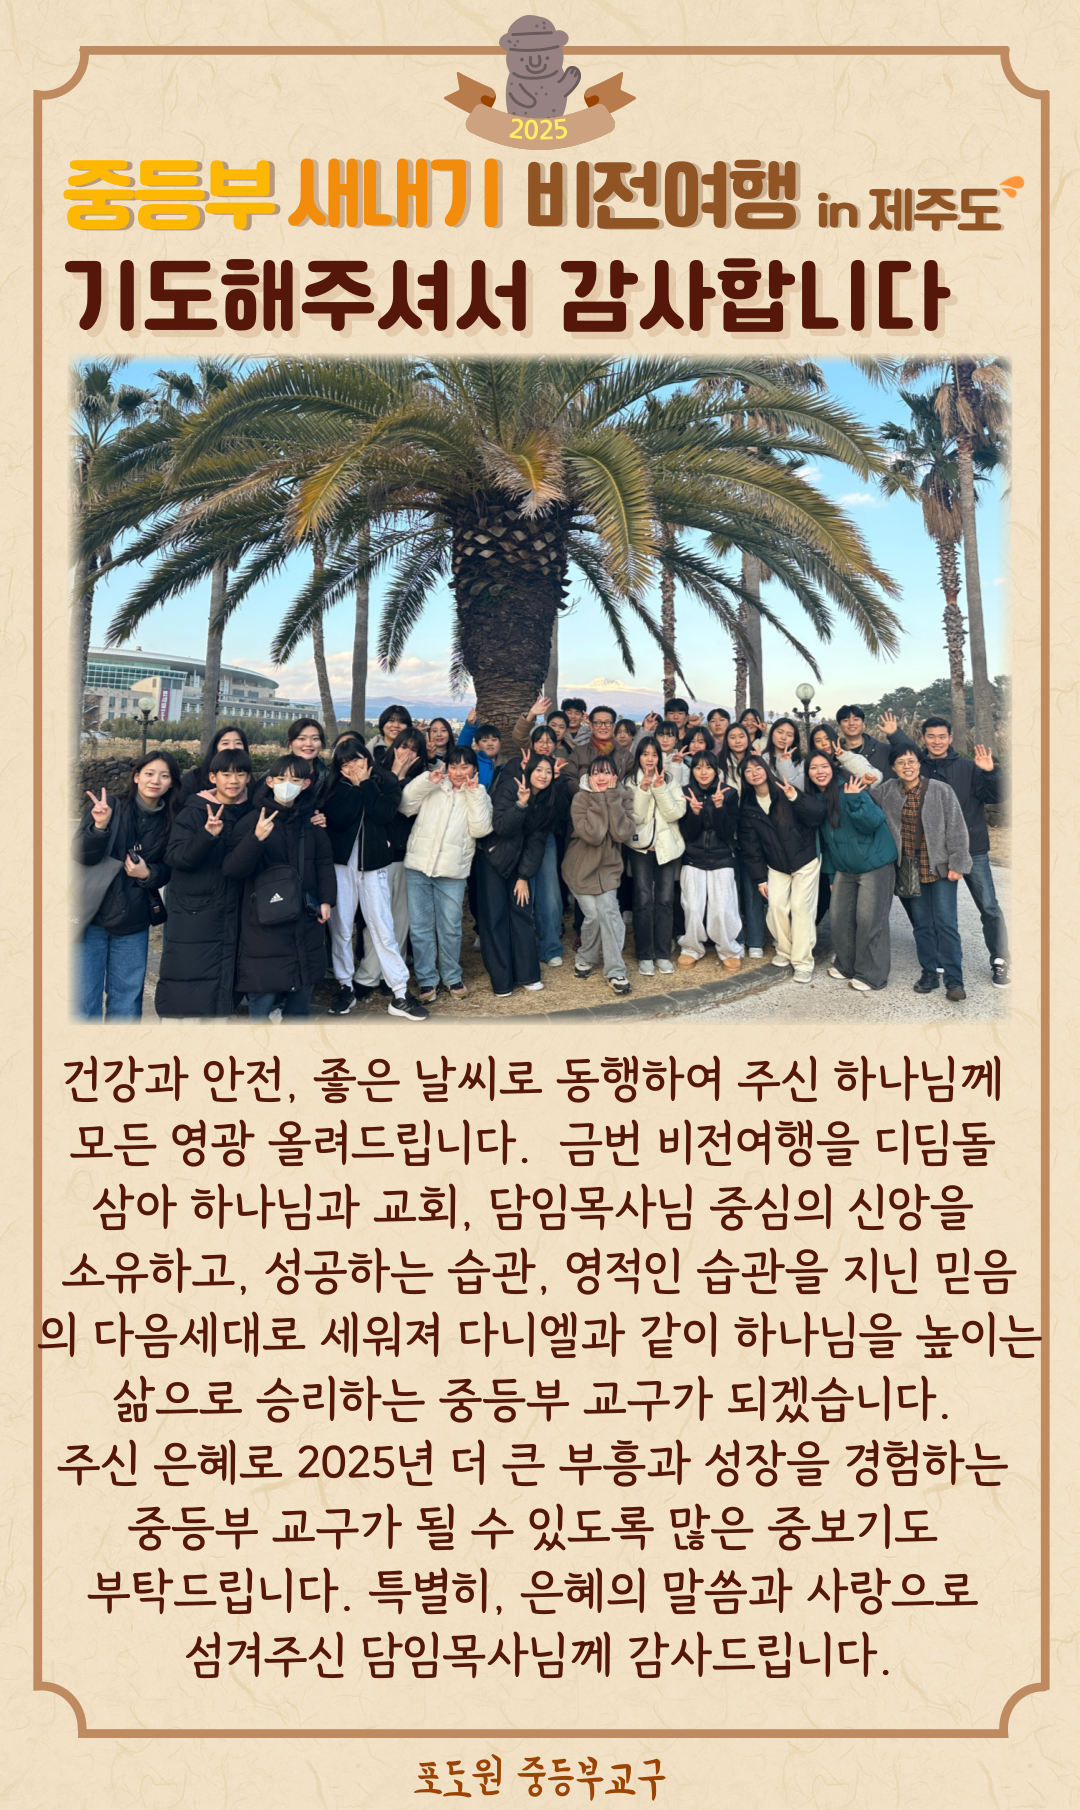 2025
중등부 새내기 비전여행 in 제주도
기도해주셔서 감사합니다
건강과 안전, 좋은 날씨로 동행하여 주신 하나님께
모든 영광 올려드립니다. 금번 비전여행을 디딤돌
삼아 하나님과 교회, 담임목사님 중심의 신앙을
소유하고, 성공하는 습관, 영적인 습관을 지닌 믿음
의 다음세대로 세워져 다니엘과 같이 하나님을 높이는
삶으로 승리하는 중등부 교구가 되겠습니다.
주신 은혜로 2025년 더 큰 부흥과 성장을 경험하는
중등부 교구가 될 수 있도록 많은 중보기도
부탁드립니다. 특별히, 은혜의 말씀과 사랑으로
섬겨주신 담임목사님께 감사드립니다.
포도원 중등부교구